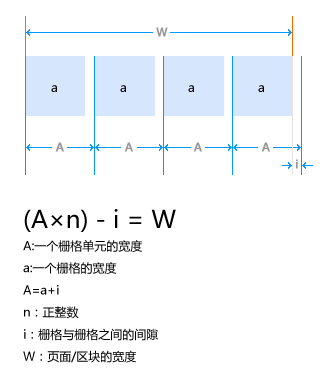 W
a a a a
A A A A
i
(A×n) - i = W
A:一个栅格单元的宽度
a:一个栅格的宽度
A=a+i
n：正整数
i：栅格与栅格之间的间隙
W：页面/区块的宽度